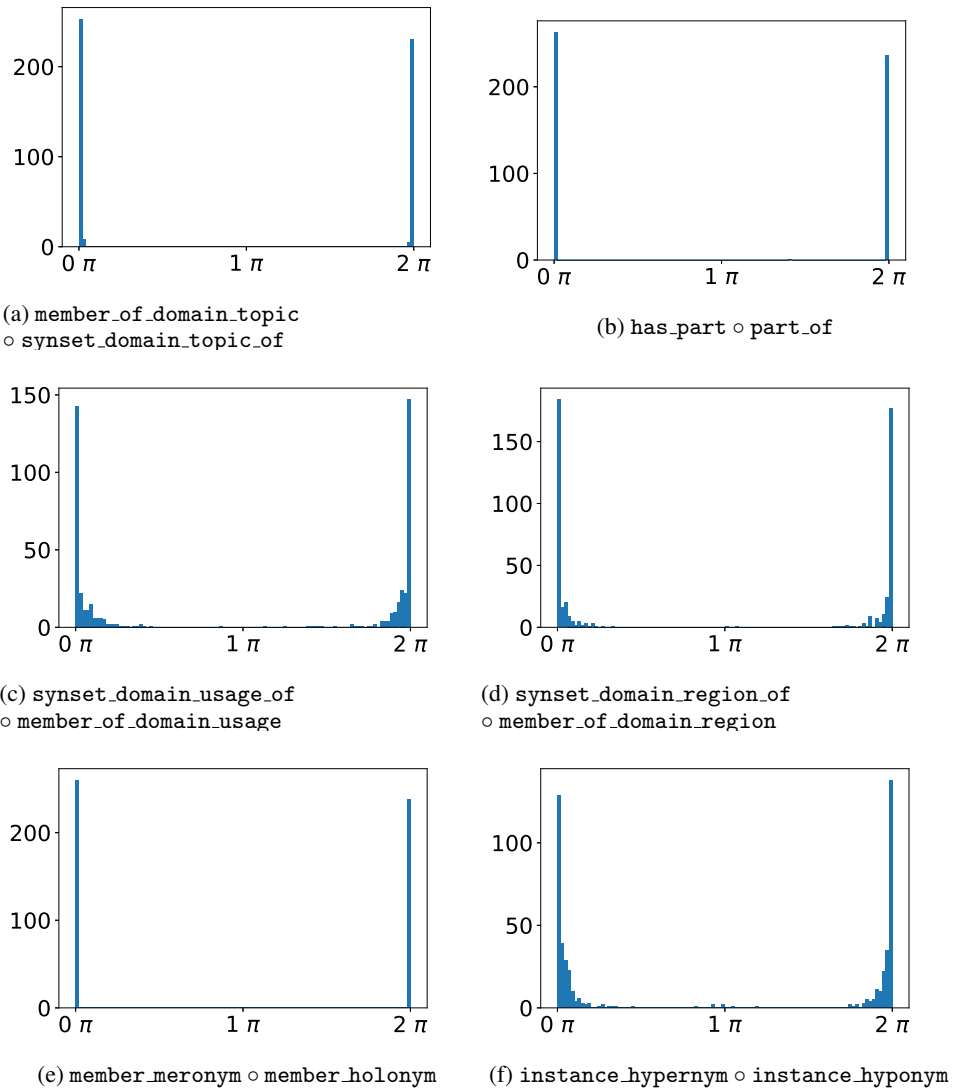 200
100
0
0 π 1 π 2 π
(a) member_of_domain_topic
∘ synset_domain_topic_of
200
100
0
0 π 1 π 2 π
(b) has_part ∘ part_of
150
100
50
0
0 π 1 π 2 π
(c) synset_domain_usage_of
∘ member_of_domain_usage
150
100
50
0
0 π 1 π 2 π
(d) synset_domain_region_of
∘ member_of_domain_region
200
100
0
0 π 1 π 2 π
(e) member_meronym ∘ member_holonym
100
50
0
0 π 1 π 2 π
(f) instance_hypernym ∘ instance_hyponym